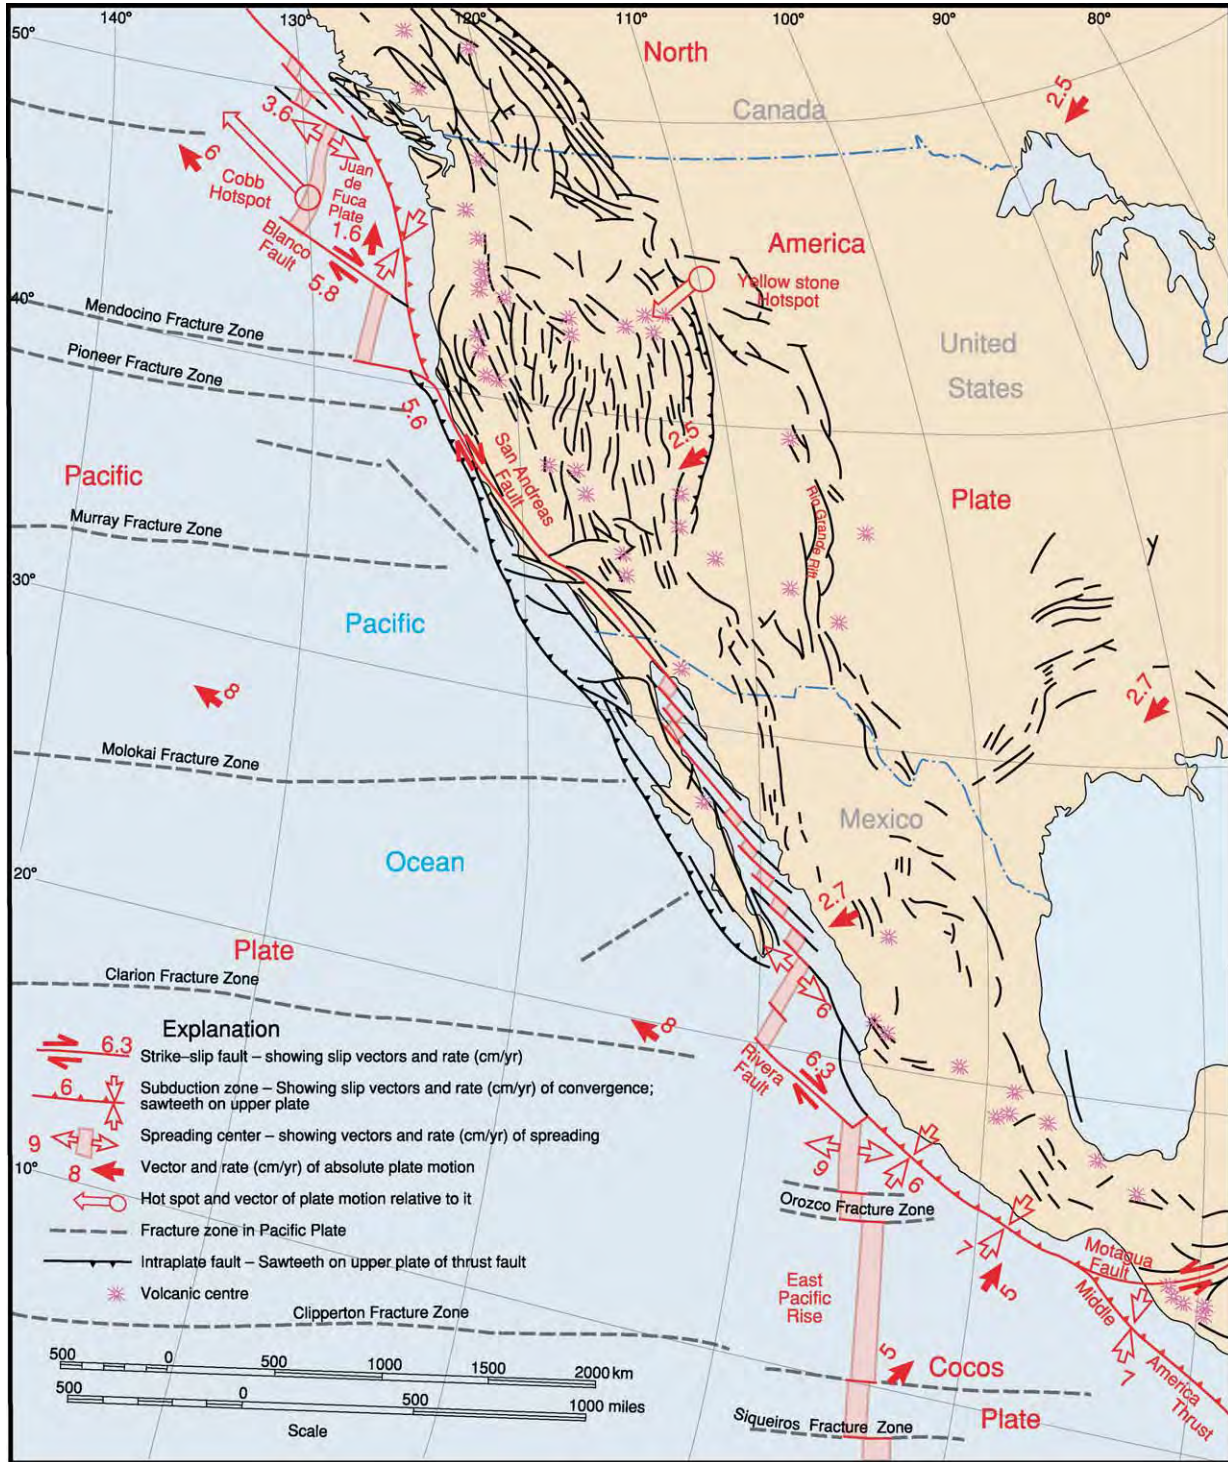 140°
130°
120°
110°
100°
90°
80°
50°
North
Canada
2.5
3.6
6
Cobb
Hotspot
Juan
de
Fuca
Plate
1.6
Blanco
Fault
5.8
America
Yellow stone
Hotspot
40°
Mendocino Fracture Zone
Pioneer Fracture Zone
United
States
5.6
San Andreas
Fault
2.5
Pacific
Plate
Rio Grande Rift
Murray Fracture Zone
30°
Pacific
8
2.7
Molokai Fracture Zone
Mexico
Ocean
20°
2.7
Plate
Clarion Fracture Zone
6
8
Rivera
Fault
6.3
Explanation
6.3
Strike–slip fault – showing slip vectors and rate (cm/yr)
6
Subduction zone – Showing slip vectors and rate (cm/yr) of convergence;
sawteeth on upper plate
9
Spreading center – showing vectors and rate (cm/yr) of spreading
8
Vector and rate (cm/yr) of absolute plate motion
10°
Hot spot and vector of plate motion relative to it
Fracture zone in Pacific Plate
Intraplate fault – Sawteeth on upper plate of thrust fault
Volcanic centre
9
6
Orozco Fracture Zone
7
5
Motagua
Fault
East
Pacific
Rise
Middle
America
Thrust
7
Clipperton Fracture Zone
5
Cocos
Plate
Siqueiros Fracture Zone
500 0 500 1000 1500 2000 km
500 0 500 1000 miles
Scale